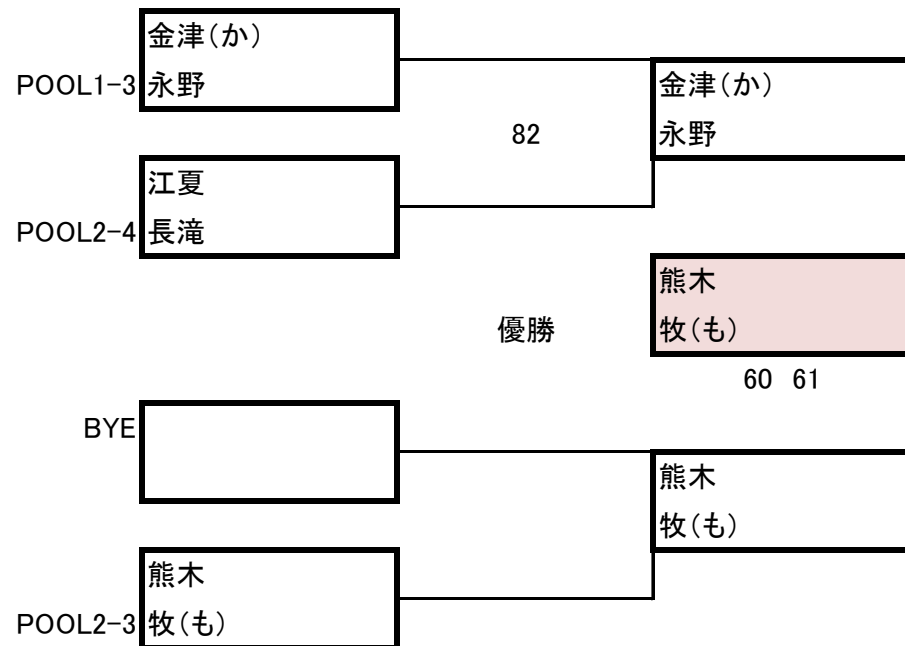 金津(か)
POOL1-3 永野
金津(か)
永野
82
江夏
POOL2-4 長滝
熊木
牧(も)
優勝
60 61
BYE
熊木
牧(も)
熊木
POOL2-3 牧(も)